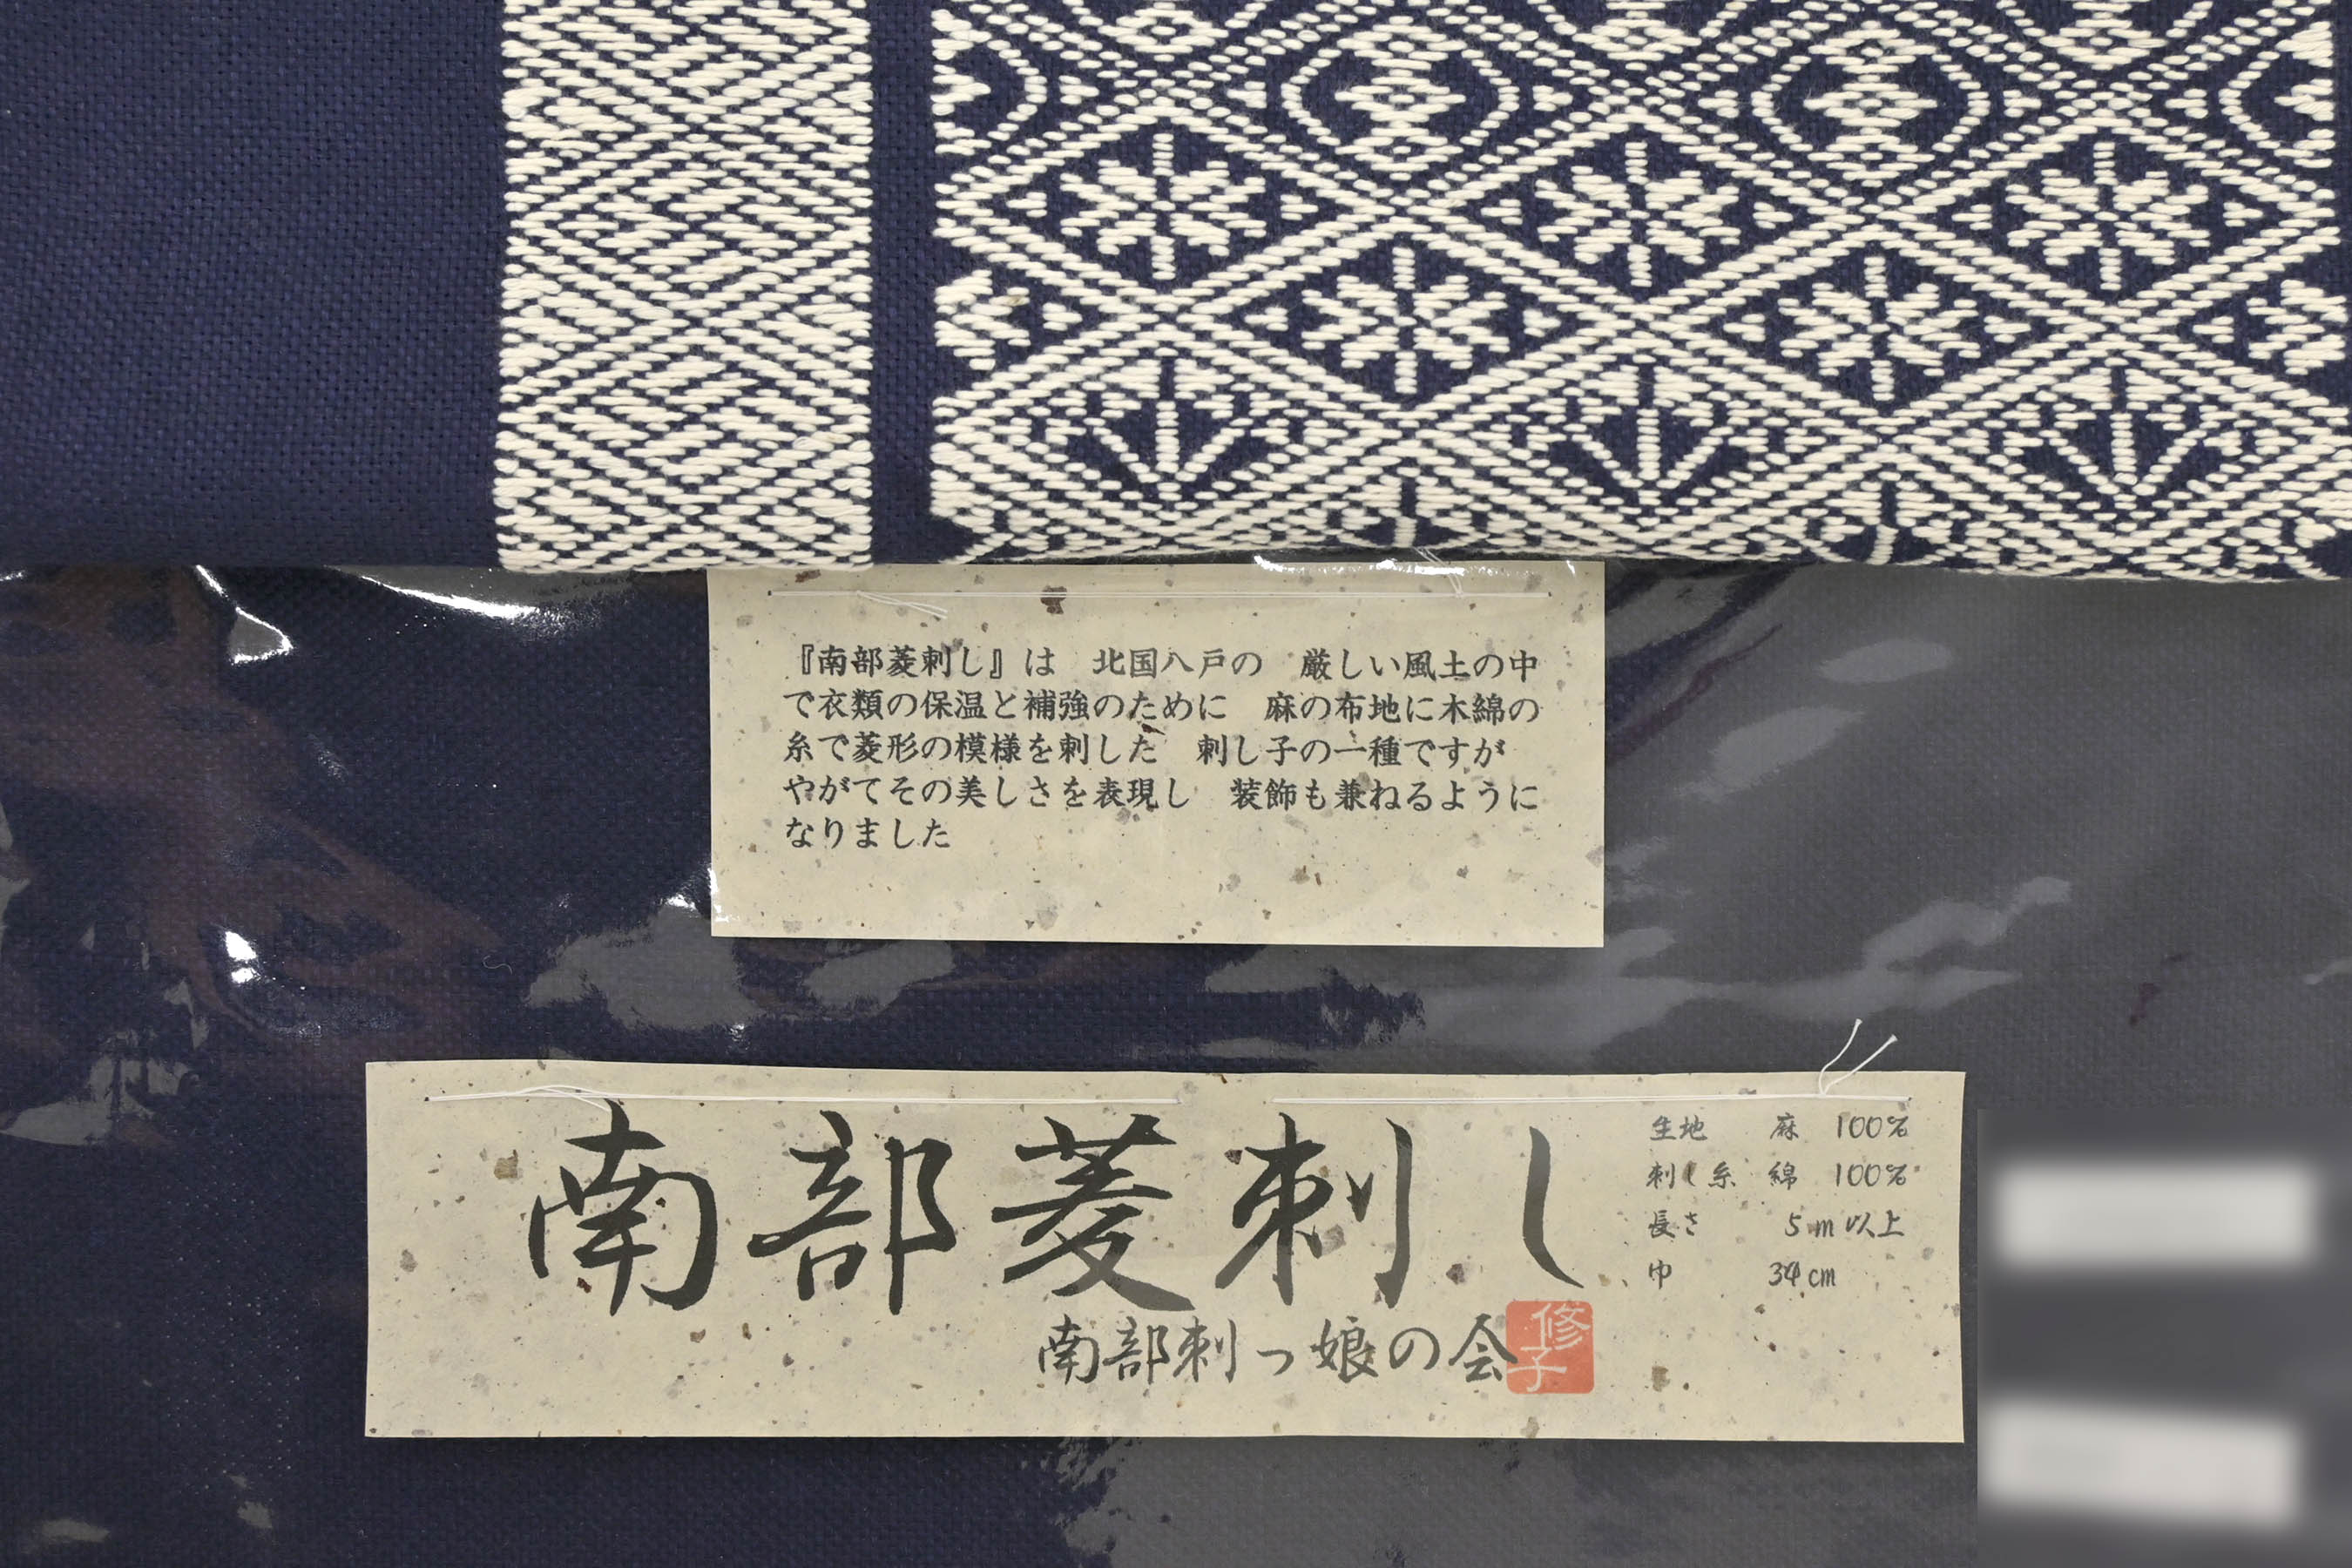 『南部菱刺し』は　北国八戸の　厳しい風土の中
で衣類の保温と補強のために　麻の布地に木綿の
糸で菱形の模様を刺した　刺し子の一種ですが
やがてその美しさを表現し　装飾も兼ねるように
なりました
南部菱刺し
南部刺っ娘の会
修子
生地　麻　100%
刺し糸　綿　100%
長さ　5m以上
巾　34cm